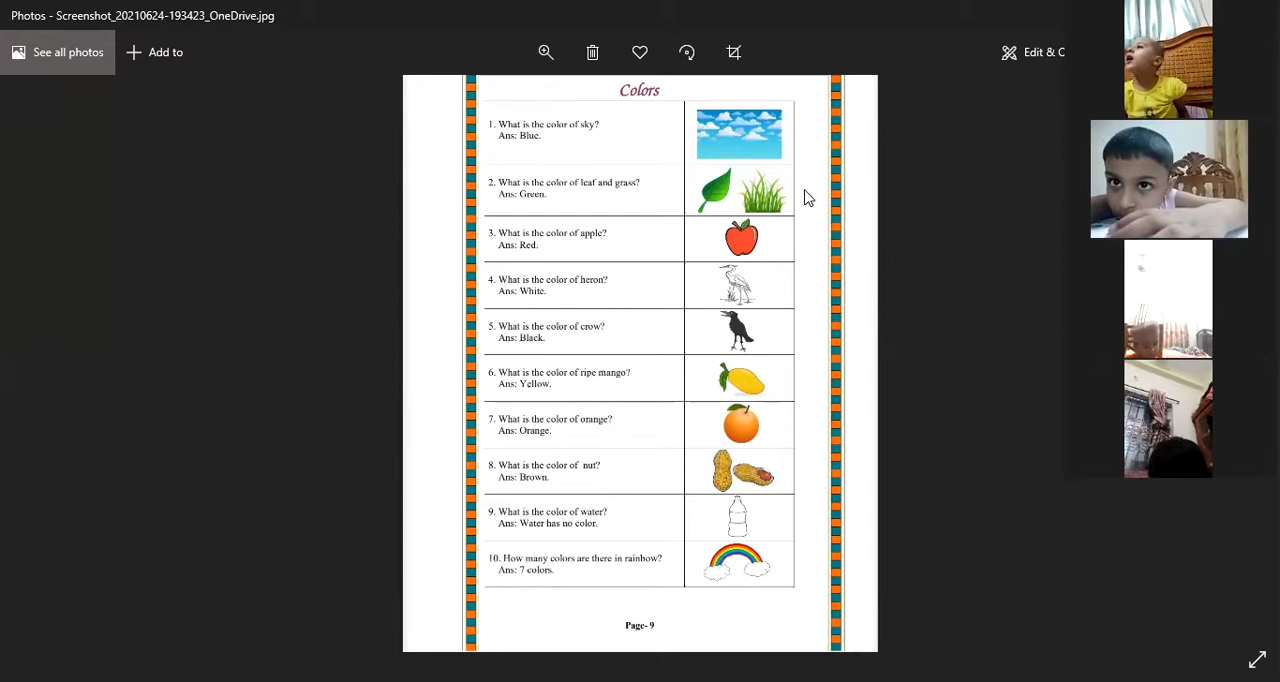 Photos - Screenshot_20210624-193423_OneDrive.jpg
See all photos
Add to
Edit & C
Colors
1. What is the color of sky?
Ans: Blue.
2. What is the color of leaf and grass?
Ans: Green.
3. What is the color of apple?
Ans: Red.
4. What is the color of heron?
Ans: White.
5. What is the color of crow?
Ans: Black.
6. What is the color of ripe mango?
Ans: Yellow.
7. What is the color of orange?
Ans: Orange.
8. What is the color of nut?
Ans: Brown.
9. What is the color of water?
Ans: Water has no color.
10. How many colors are there in rainbow?
Ans: 7 colors.
Page- 9